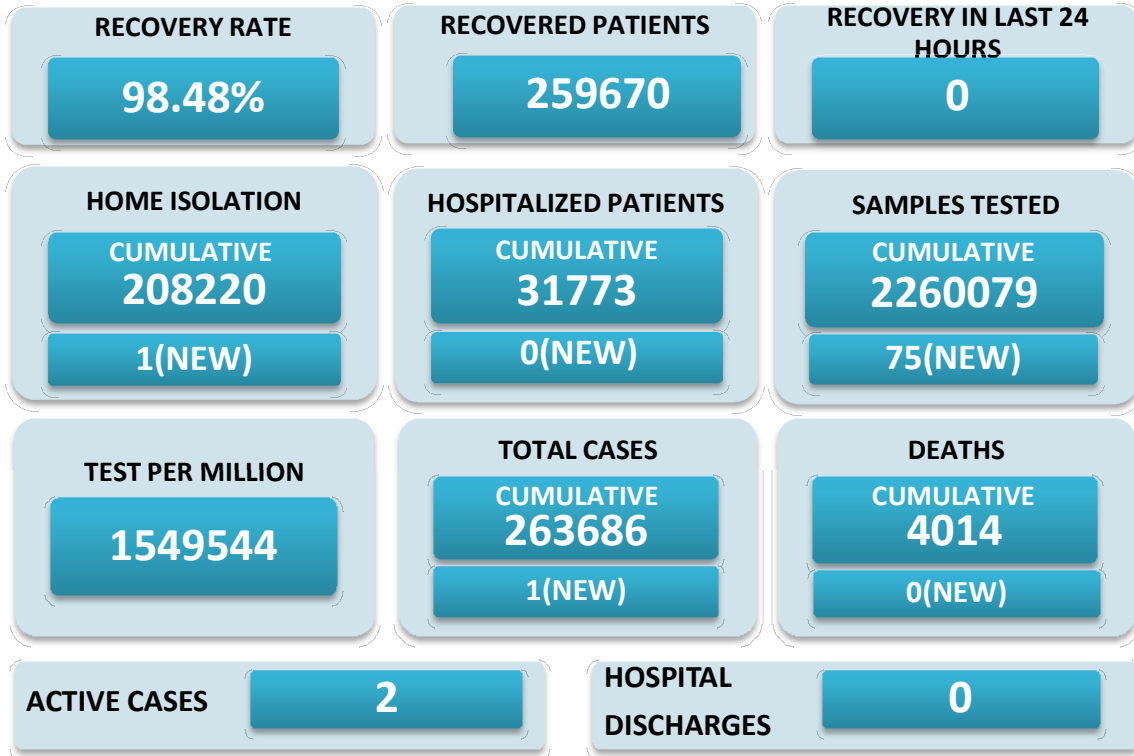 RECOVERY RATE
98.48%
RECOVERED PATIENTS
259670
RECOVERY IN LAST 24
HOURS
0
HOME ISOLATION
CUMULATIVE
208220
1(NEW)
HOSPITALIZED PATIENTS
CUMULATIVE
31773
0(NEW)
SAMPLES TESTED
CUMULATIVE
2260079
75(NEW)
TEST PER MILLION
1549544
TOTAL CASES
CUMULATIVE
263686
1(NEW)
DEATHS
CUMULATIVE
4014
0(NEW)
ACTIVE CASES
2
HOSPITAL
DISCHARGES
0